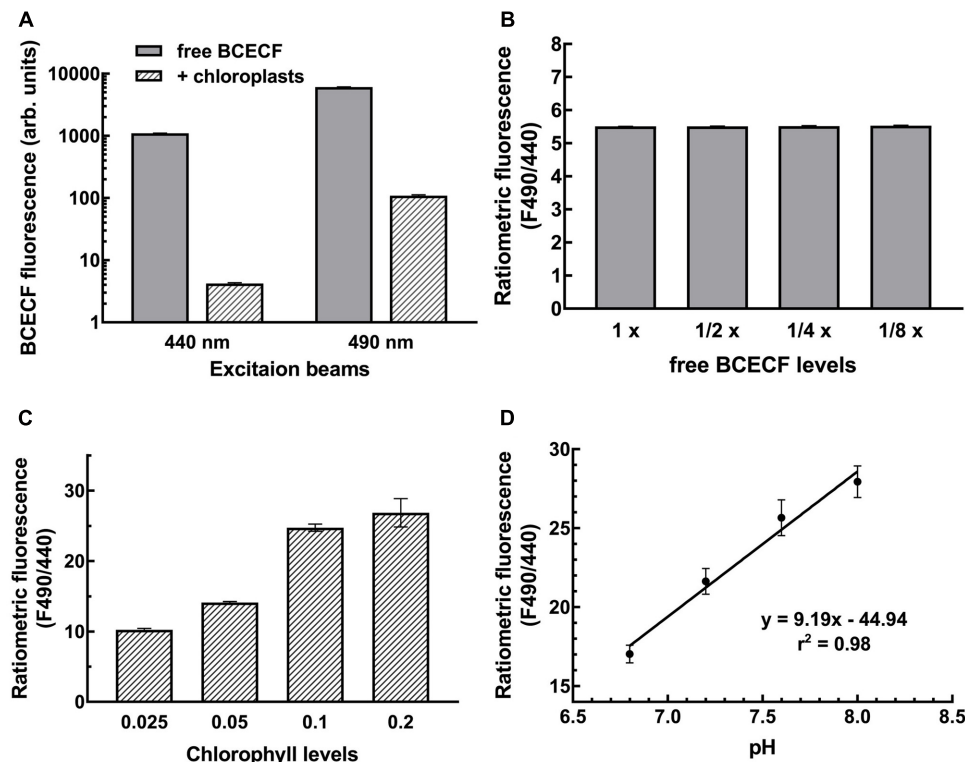 A
BCECF fluorescence (arb. units)
free BCECF
+ chloroplasts
10000
1000
100
10
1
440 nm
490 nm
Excitaion beams
B
Ratiometric fluorescence
(F490/440)
8
7
6
5
4
3
2
1
0
1 x
1/2 x
1/4 x
1/8 x
free BCECF levels
C
Ratiometric fluorescence
(F490/440)
30
20
10
0
0.025
0.05
0.1
0.2
Chlorophyll levels
D
Ratiometric fluorescence
(F490/440)
30
26
22
18
14
y = 9.19x - 44.94
r² = 0.98
6.5
7.0
7.5
8.0
8.5
pH